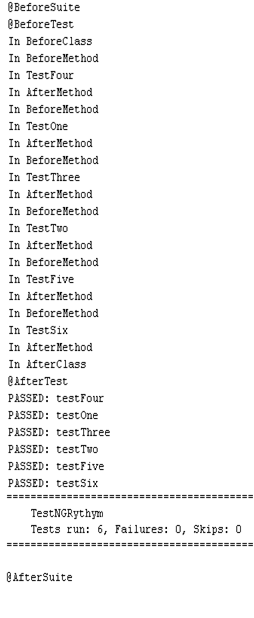 @BeforeSuite
@BeforeTest
In BeforeClass
In BeforeMethod
In TestFour
In AfterMethod
In BeforeMethod
In TestOne
In AfterMethod
In BeforeMethod
In TestThree
In AfterMethod
In BeforeMethod
In TestTwo
In AfterMethod
In BeforeMethod
In TestFive
In AfterMethod
In BeforeMethod
In TestSix
In AfterMethod
In AfterClass
@AfterTest
PASSED: testFour
PASSED: testOne
PASSED: testThree
PASSED: testTwo
PASSED: testFive
PASSED: testSix
===========================================
TestNGRythym
Tests run: 6, Failures: 0, Skips: 0
===========================================
@AfterSuite